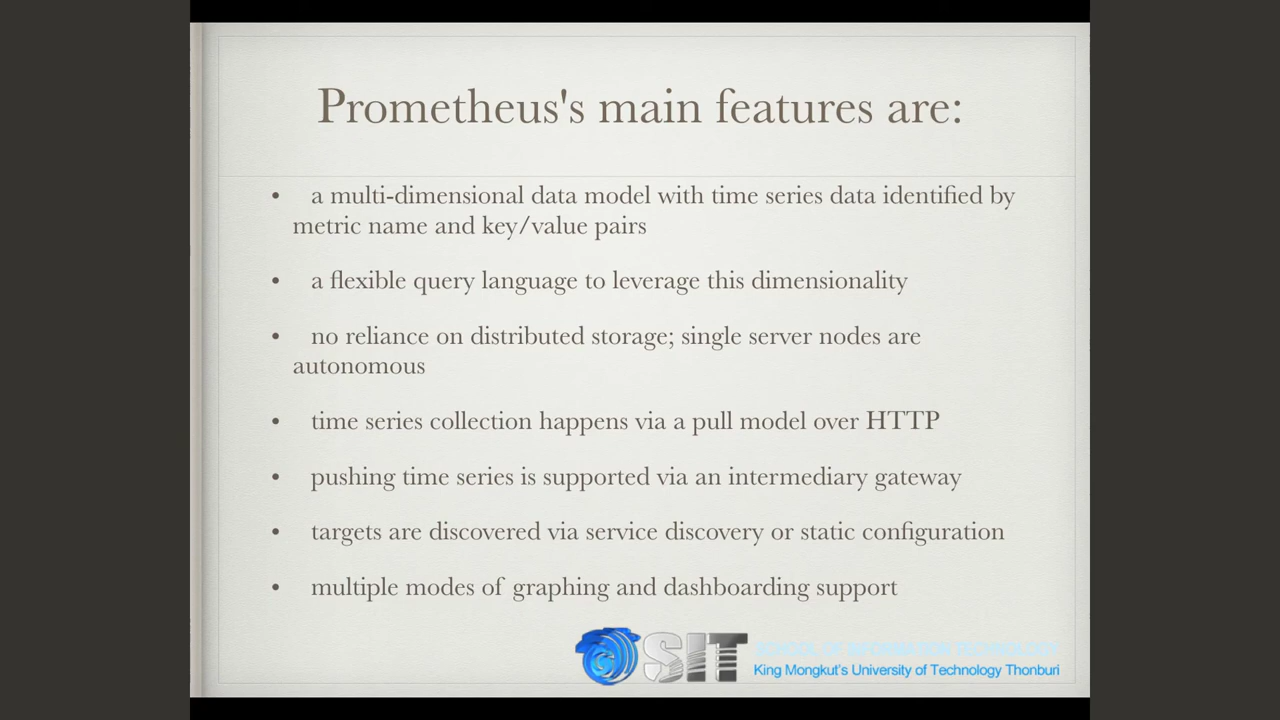 Prometheus's main features are:
• a multi-dimensional data model with time series data identified by
metric name and key/value pairs
• a flexible query language to leverage this dimensionality
• no reliance on distributed storage; single server nodes are
autonomous
• time series collection happens via a pull model over HTTP
• pushing time series is supported via an intermediary gateway
• targets are discovered via service discovery or static configuration
• multiple modes of graphing and dashboarding support
SIT SCHOOL OF INFORMATION TECHNOLOGY
King Mongkut's University of Technology Thonburi